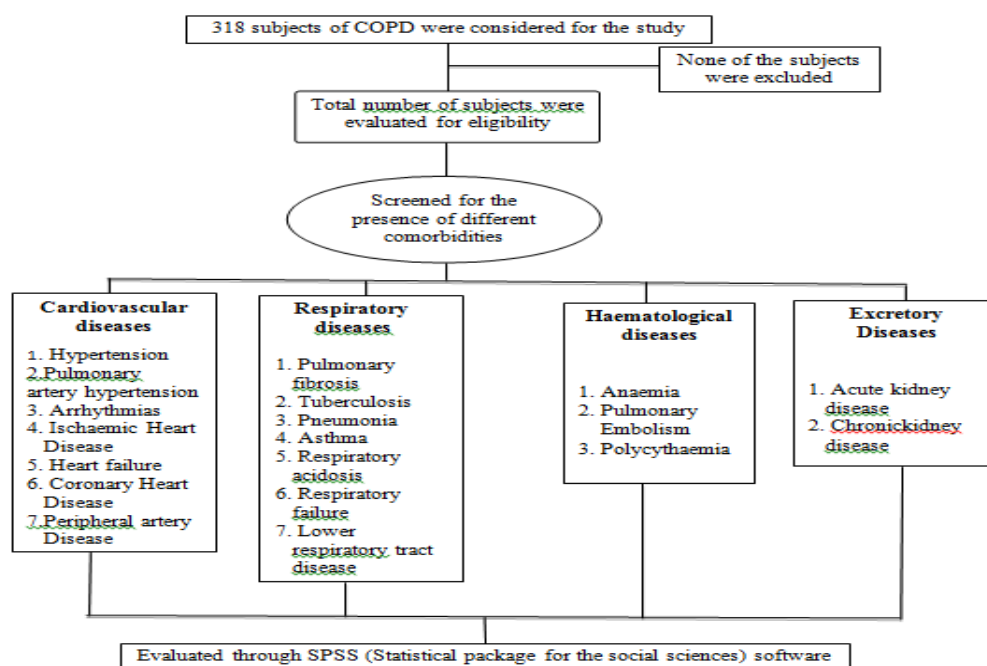 318 subjects of COPD were considered for the study
None of the subjects
were excluded
Total number of subjects were
evaluated for eligibility
Screened for the
presence of different
comorbidities
Cardiovascular
diseases
1. Hypertension
2.Pulmonary
artery hypertension
3. Arrhythmias
4. Ischaemic Heart
Disease
5. Heart failure
6. Coronary Heart
Disease
7.Peripheral artery
Disease
Respiratory
diseases
1. Pulmonary
fibrosis
2. Tuberculosis
3. Pneumonia
4. Asthma
5. Respiratory
acidosis
6. Respiratory
failure
7. Lower
respiratory tract
disease
Haematological
diseases
1. Anaemia
2. Pulmonary
Embolism
3. Polycythaemia
Excretory
Diseases
1. Acute kidney
disease
2. Chronickidney
disease
Evaluated through SPSS (Statistical package for the social sciences) software